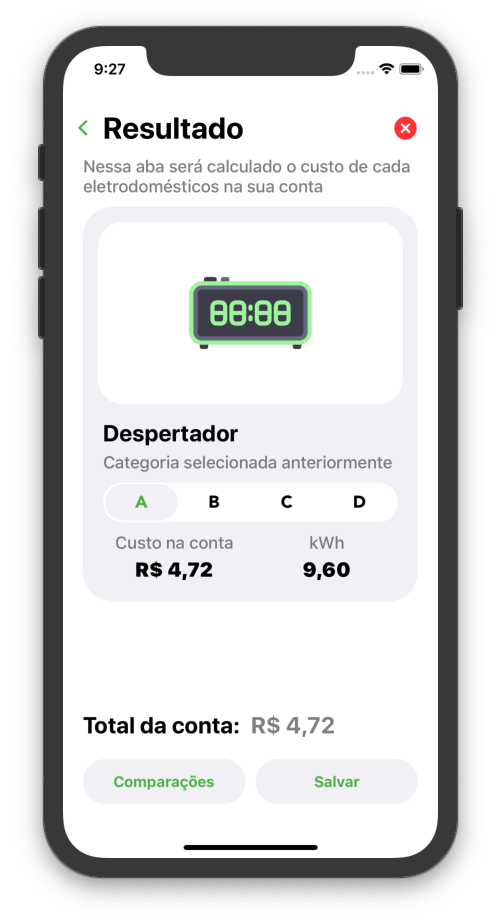 9:27
Resultado
Nessa aba será calculado o custo de cada
eletrodomésticos na sua conta
88:88
Despertador
Categoria selecionada anteriormente
A B C D
Custo na conta kWh
R$ 4,72 9,60
Total da conta: R$ 4,72
Comparações Salvar